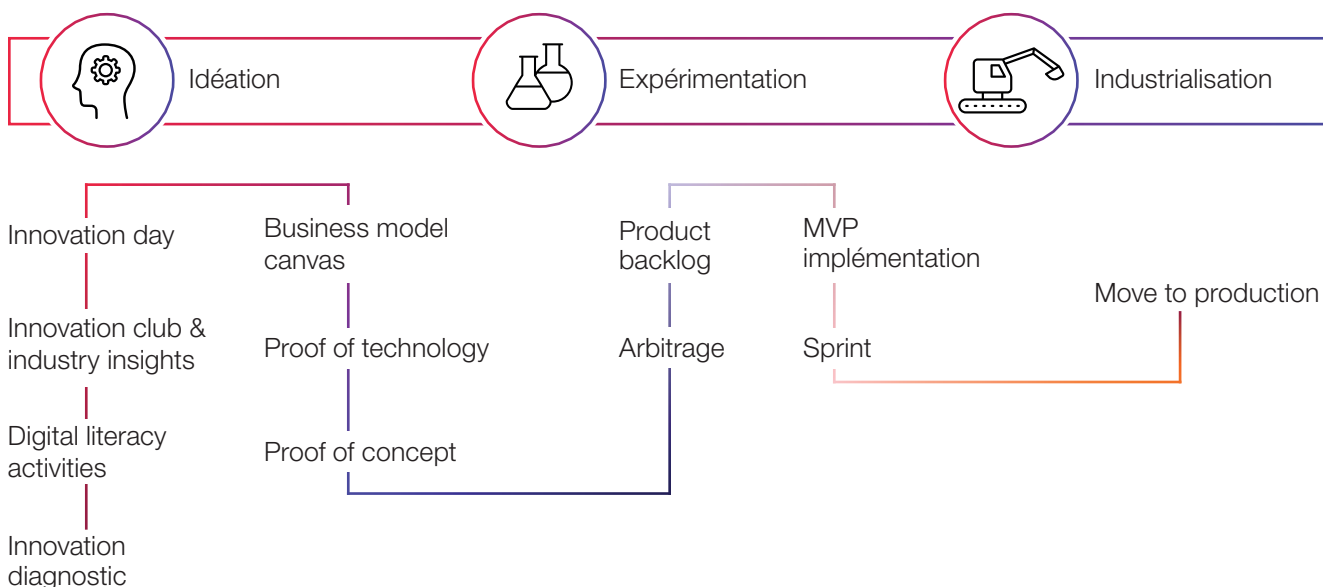 Idéation
Expérimentation
Industrialisation
Innovation day
Innovation club &
industry insights
Digital literacy
activities
Innovation
diagnostic
Business model
canvas
Proof of technology
Proof of concept
Product
backlog
Arbitrage
MVP
implémentation
Sprint
Move to production